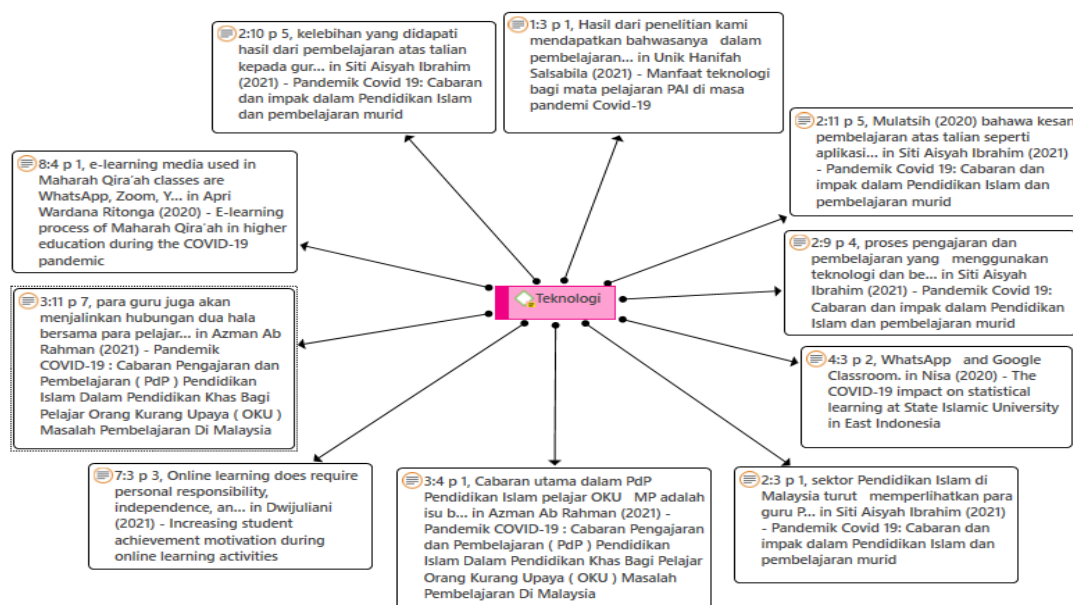 2:10 p 5, kelebihan yang didapati
hasil dari pembelajaran atas talian
kepada gur... in Siti Aisyah Ibrahim
(2021) - Pandemik Covid 19: Cabaran
dan impak dalam Pendidikan Islam
dan pembelajaran murid
1:3 p 1, Hasil dari penelitian kami
mendapatkan bahwasanya dalam
pembelajaran... in Unik Hanifah
Salsabila (2021) - Manfaat teknologi
bagi mata pelajaran PAI di masa
pandemi Covid-19
2:11 p 5, Mulatsih (2020) bahawa kesan
pembelajaran atas talian seperti
aplikasi... in Siti Aisyah Ibrahim (2021)
- Pandemik Covid 19: Cabaran dan
impak dalam Pendidikan Islam dan
pembelajaran murid
8:4 p 1, e-learning media used in
Maharah Qira'ah classes are
WhatsApp, Zoom, Y... in Apri
Wardana Ritonga (2020) - E-learning
process of Maharah Qira'ah in higher
education during the COVID-19
pandemic
2:9 p 4, proses pengajaran dan
pembelajaran yang menggunakan
teknologi dan be... in Siti Aisyah
Ibrahim (2021) - Pandemik Covid 19:
Cabaran dan impak dalam Pendidikan
Islam dan pembelajaran murid
Teknologi
3:11 p 7, para guru juga akan
menjalinkan hubungan dua hala
bersama para pelajar... in Azman Ab
Rahman (2021) - Pandemik
COVID-19 : Cabaran Pengajaran dan
Pembelajaran ( PdP ) Pendidikan
Islam Dalam Pendidikan Khas Bagi
Pelajar Orang Kurang Upaya ( OKU )
Masalah Pembelajaran Di Malaysia
4:3 p 2, WhatsApp and Google
Classroom. in Nisa (2020) - The
COVID-19 impact on statistical
learning at State Islamic University
in East Indonesia
7:3 p 3, Online learning does require
personal responsibility,
independence, an... in Dwijuliani
(2021) - Increasing student
achievement motivation during
online learning activities
3:4 p 1, Cabaran utama dalam PdP
Pendidikan Islam pelajar OKU MP adalah
isu b... in Azman Ab Rahman (2021) -
Pandemik COVID-19 : Cabaran Pengajaran
dan Pembelajaran ( PdP ) Pendidikan
Islam Dalam Pendidikan Khas Bagi Pelajar
Orang Kurang Upaya ( OKU ) Masalah
Pembelajaran Di Malaysia
2:3 p 1, sektor Pendidikan Islam di
Malaysia turut memperlihatkan para
guru P... in Siti Aisyah Ibrahim (2021)
- Pandemik Covid 19: Cabaran dan
impak dalam Pendidikan Islam dan
pembelajaran murid